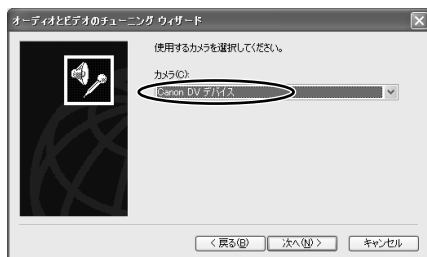 オーディオとビデオのチューニング ウィザード
使用するカメラを選択してください。
カメラ(C):
Canon DV デバイス
< 戻る(B)
次へ(N) >
キャンセル